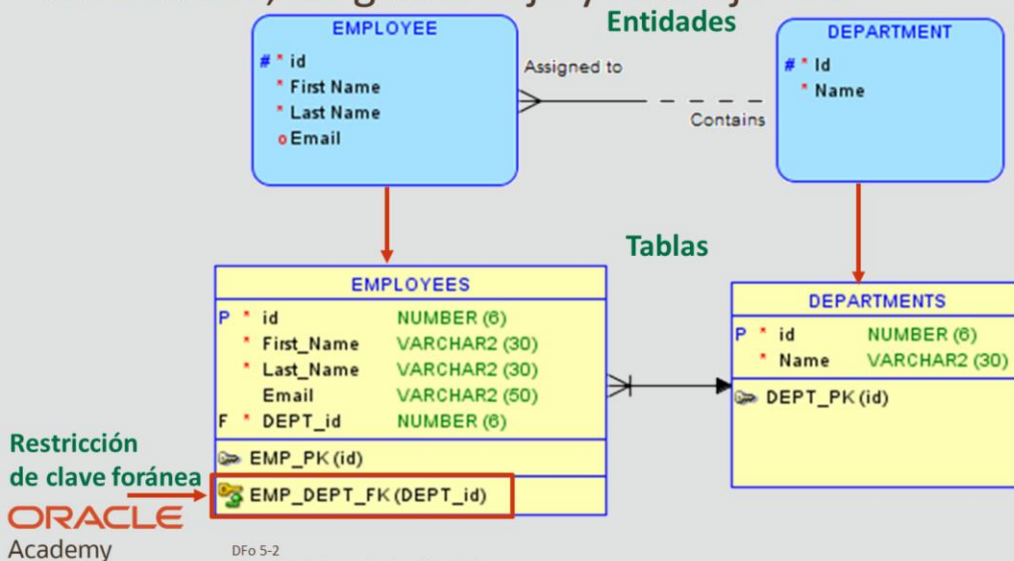 EMPLOYEE
# * id
* First Name
* Last Name
o Email
Entidades
Assigned to
Contains
DEPARTMENT
# * Id
* Name
Tablas
EMPLOYEES
P * id NUMBER (6)
* First_Name VARCHAR2 (30)
* Last_Name VARCHAR2 (30)
Email VARCHAR2 (50)
F * DEPT_id NUMBER (6)
EMP_PK (id)
EMP_DEPT_FK (DEPT_id)
DEPARTMENTS
P * id NUMBER (6)
* Name VARCHAR2 (30)
DEPT_PK (id)
Restricción
de clave foránea
ORACLE
Academy
DFo 5-2